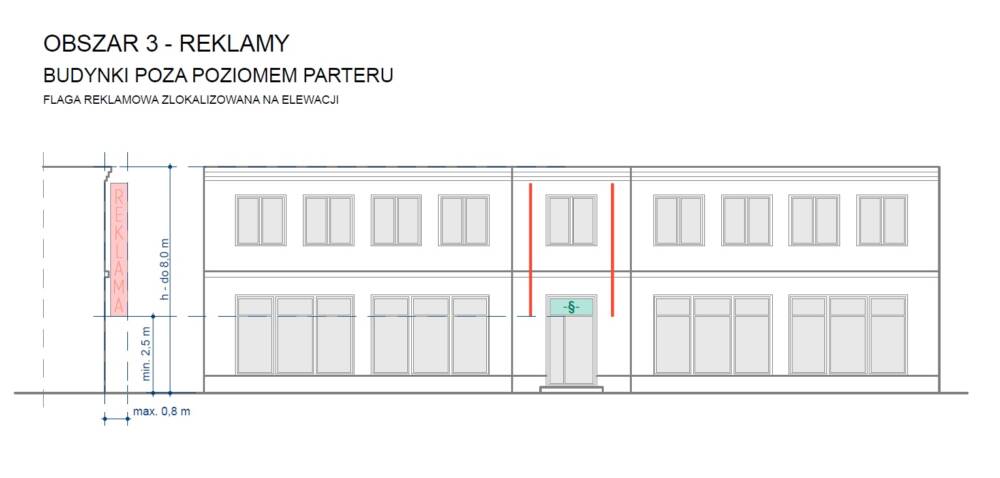 OBSZAR 3 - REKLAMY
BUDYNKI POZA POZIOMEM PARTERU
FLAGA REKLAMOWA ZLOKALIZOWANA NA ELEWACJI
REKLAMA
h - do 8,0 m
min. 2,5 m
max. 0,8 m
-§-